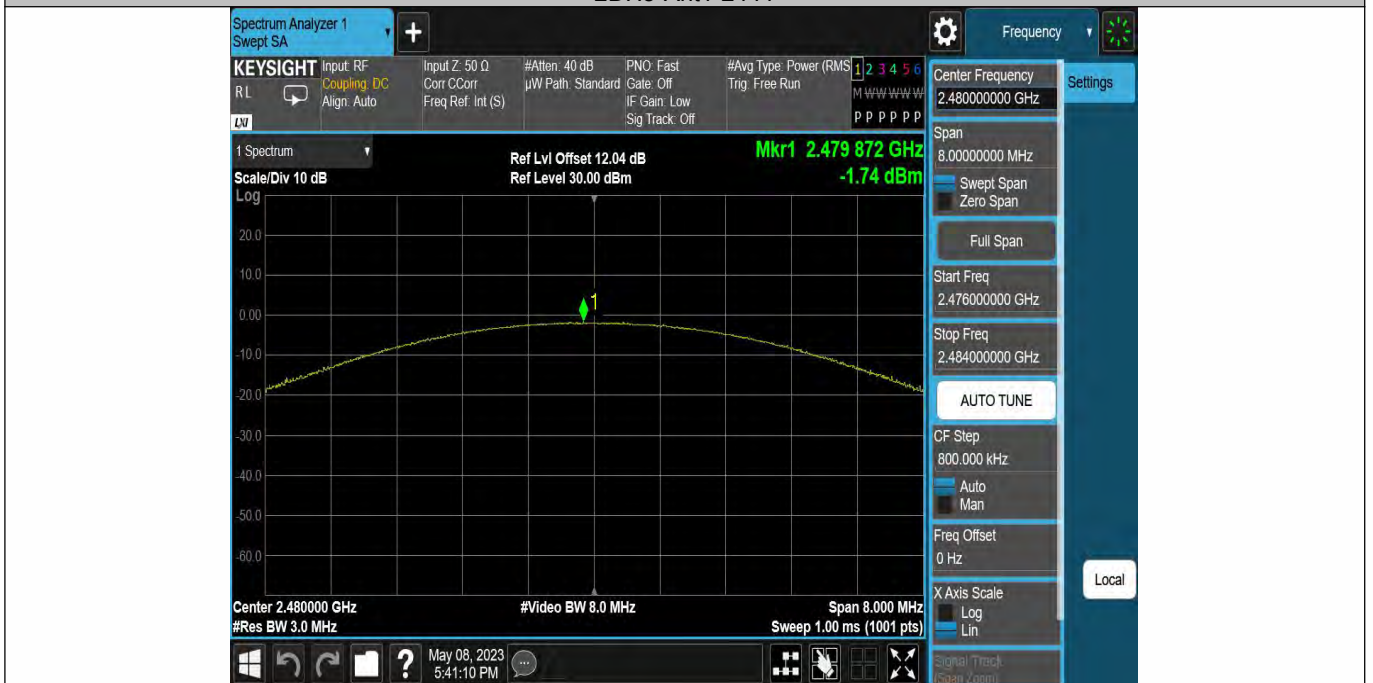 Spectrum Analyzer 1
Swept SA
+
Frequency
KEYSIGHT
RL
LXI
Input: RF
Coupling: DC
Align: Auto
Input Z: 50 Ω
Corr CCorr
Freq Ref: Int (S)
#Atten: 40 dB
µW Path: Standard
PNO: Fast
Gate: Off
IF Gain: Low
Sig Track: Off
#Avg Type: Power (RMS
Trig: Free Run
1 2 3 4 5 6
M W W W W W
P P P P P P
1 Spectrum
Scale/Div 10 dB
Log
Ref Lvl Offset 12.04 dB
Ref Level 30.00 dBm
Mkr1 2.479 872 GHz
-1.74 dBm
20.0
10.0
0.00
-10.0
-20.0
-30.0
-40.0
-50.0
-60.0
1
Center 2.480000 GHz
#Res BW 3.0 MHz
#Video BW 8.0 MHz
Span 8.000 MHz
Sweep 1.00 ms (1001 pts)
Center Frequency
2.480000000 GHz
Settings
Span
8.00000000 MHz
Swept Span
Zero Span
Full Span
Start Freq
2.476000000 GHz
Stop Freq
2.484000000 GHz
AUTO TUNE
CF Step
800.000 kHz
Auto
Man
Freq Offset
0 Hz
X Axis Scale
Log
Lin
Signal Track
(Span Zoom)
Local
?
May 08, 2023
5:41:10 PM